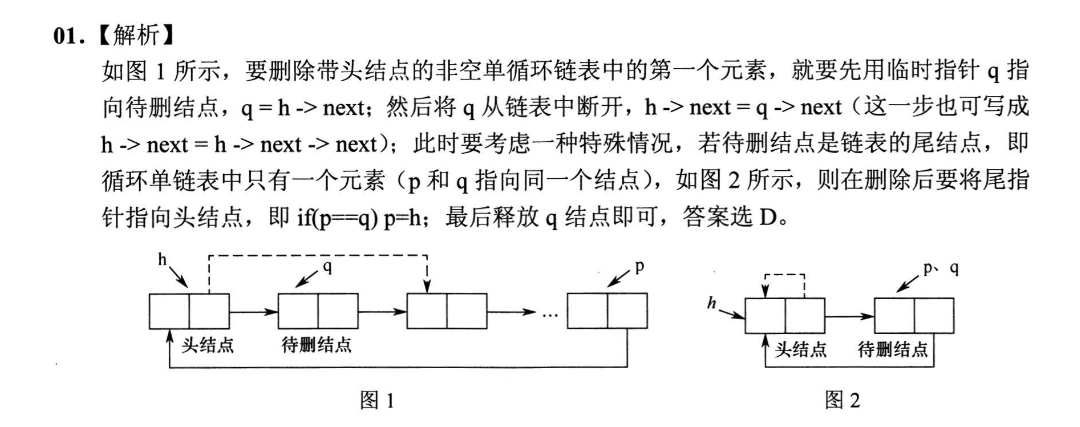 01.【解析】
如图 1 所示，要删除带头结点的非空单循环链表中的第一个元素，就要先用临时指针 q 指
向待删结点，q = h -> next；然后将 q 从链表中断开，h -> next = q -> next（这一步也可写成
h -> next = h -> next -> next）；此时要考虑一种特殊情况，若待删结点是链表的尾结点，即
循环单链表中只有一个元素（p 和 q 指向同一个结点），如图 2 所示，则在删除后要将尾指
针指向头结点，即 if(p==q) p=h；最后释放 q 结点即可，答案选 D。
h
q
p
...
头结点
待删结点
图 1
h
p、q
头结点
待删结点
图 2